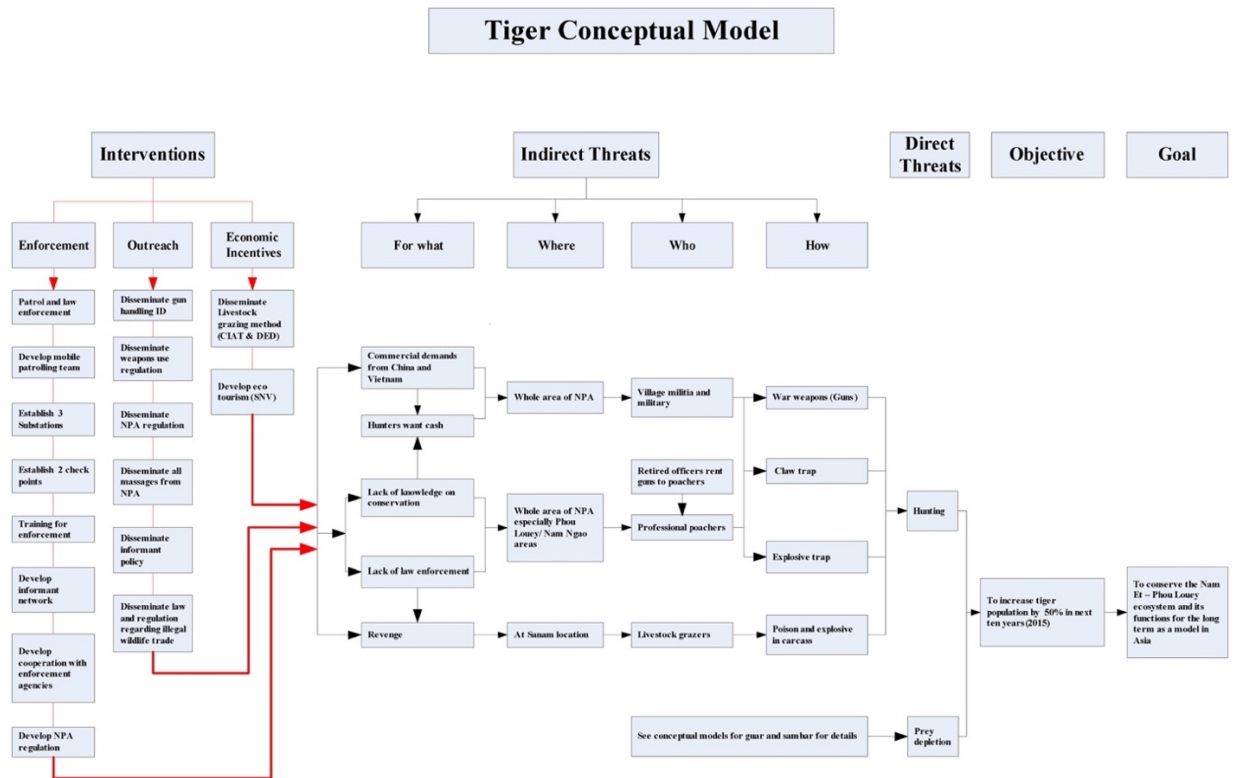 Tiger Conceptual Model
Interventions
Indirect Threats
Direct
Threats
Objective
Goal
Enforcement
Outreach
Economic
Incentives
For what
Where
Who
How
Patrol and law
enforcement
Develop mobile
patrolling team
Establish 3
Substations
Establish 2 check
points
Training for
enforcement
Develop
informant
network
Develop
cooperation with
enforcement
agencies
Develop NPA
regulation
Disseminate gun
handling ID
Disseminate
weapons use
regulation
Disseminate
NPA regulation
Disseminate all
massages from
NPA
Disseminate
informant
policy
Disseminate law
and regulation
regarding illegal
wildlife trade
Disseminate
Livestock
grazing method
(CIAT & DED)
Develop eco
tourism (SNV)
Commercial demands
from China and
Vietnam
Hunters want cash
Lack of knowledge on
conservation
Lack of law enforcement
Revenge
Whole area of NPA
Whole area of NPA
especially Phou
Louey/ Nam Ngao
areas
At Sanam location
Village militia and
military
Retired officers rent
guns to poachers
Professional poachers
Livestock grazers
War weapons (Guns)
Claw trap
Explosive trap
Poison and explosive
in carcass
See conceptual models for guar and sambar for details
Hunting
Prey
depletion
To increase tiger
population by 50% in next
ten years (2015)
To conserve the Nam
Et – Phou Louey
ecosystem and its
functions for the long
term as a model in
Asia